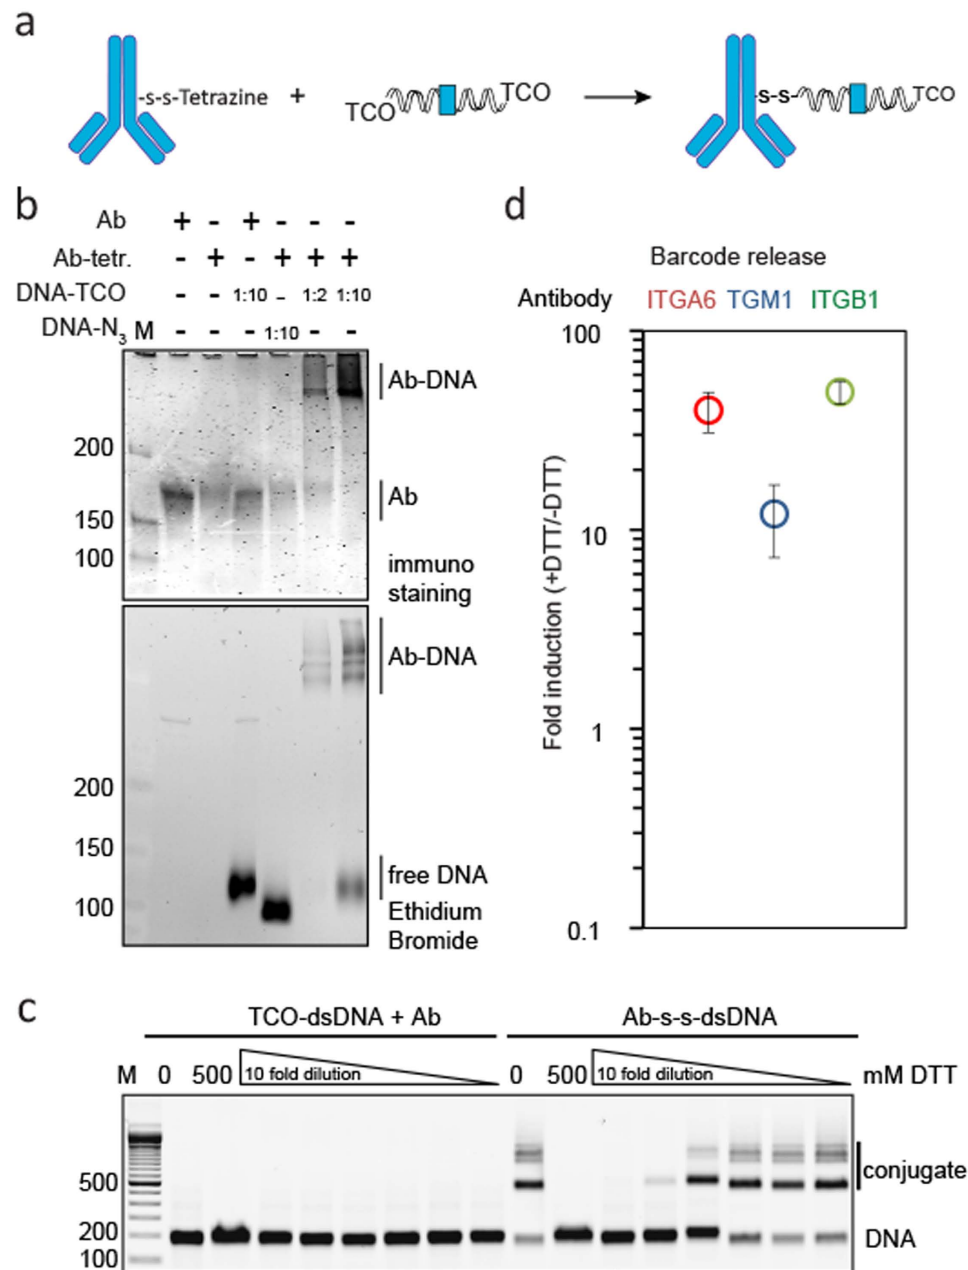 a
-s-s-Tetrazine + TCO TCO -s-s- TCO
b
Ab + - + - - -
Ab-tetr. - + - + + +
DNA-TCO - - 1:10 - 1:2 1:10
DNA-N3 M - - - 1:10 - -
Ab-DNA
200
Ab
150
100
immuno
staining
Ab-DNA
200
150
free DNA
100
Ethidium
Bromide
d
Barcode release
Antibody ITGA6 TGM1 ITGB1
Fold induction (+DTT/-DTT)
100
10
1
0.1
c
TCO-dsDNA + Ab Ab-s-s-dsDNA
M 0 500 10 fold dilution 0 500 10 fold dilution mM DTT
conjugate
500
200
DNA
100